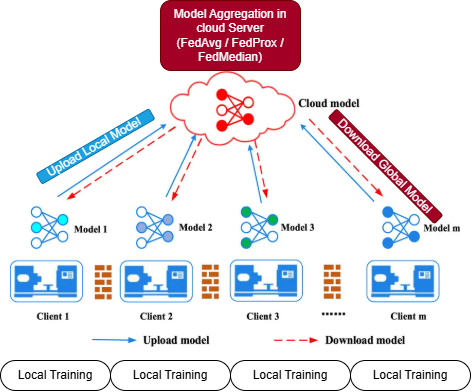 Model Aggregation in
cloud Server
(FedAvg / FedProx /
FedMedian)
Cloud model
Upload Local Model
Download Global Model
Model 1
Model 2
Model 3
Model m
Client 1
Client 2
Client 3
......
Client m
Upload model
Download model
Local Training
Local Training
Local Training
Local Training